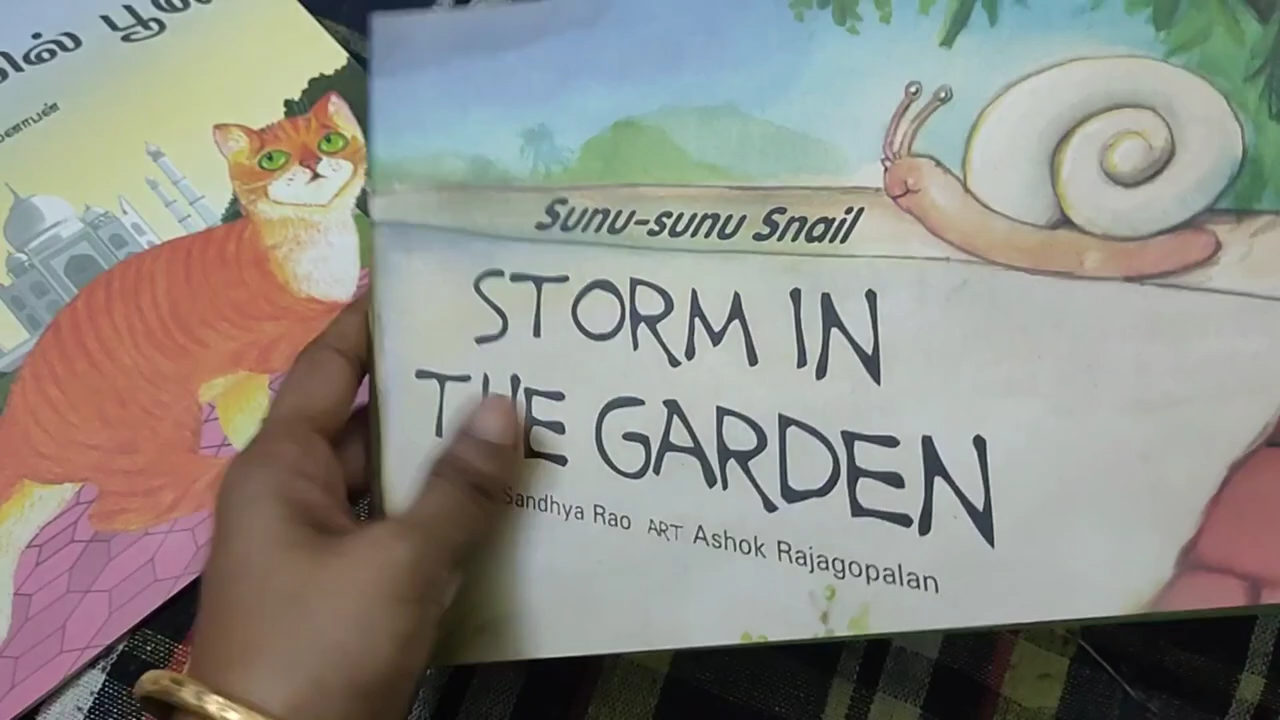 பூனை
Sunu-sunu Snail
STORM IN
THE GARDEN
Sandhya Rao ART Ashok Rajagopalan